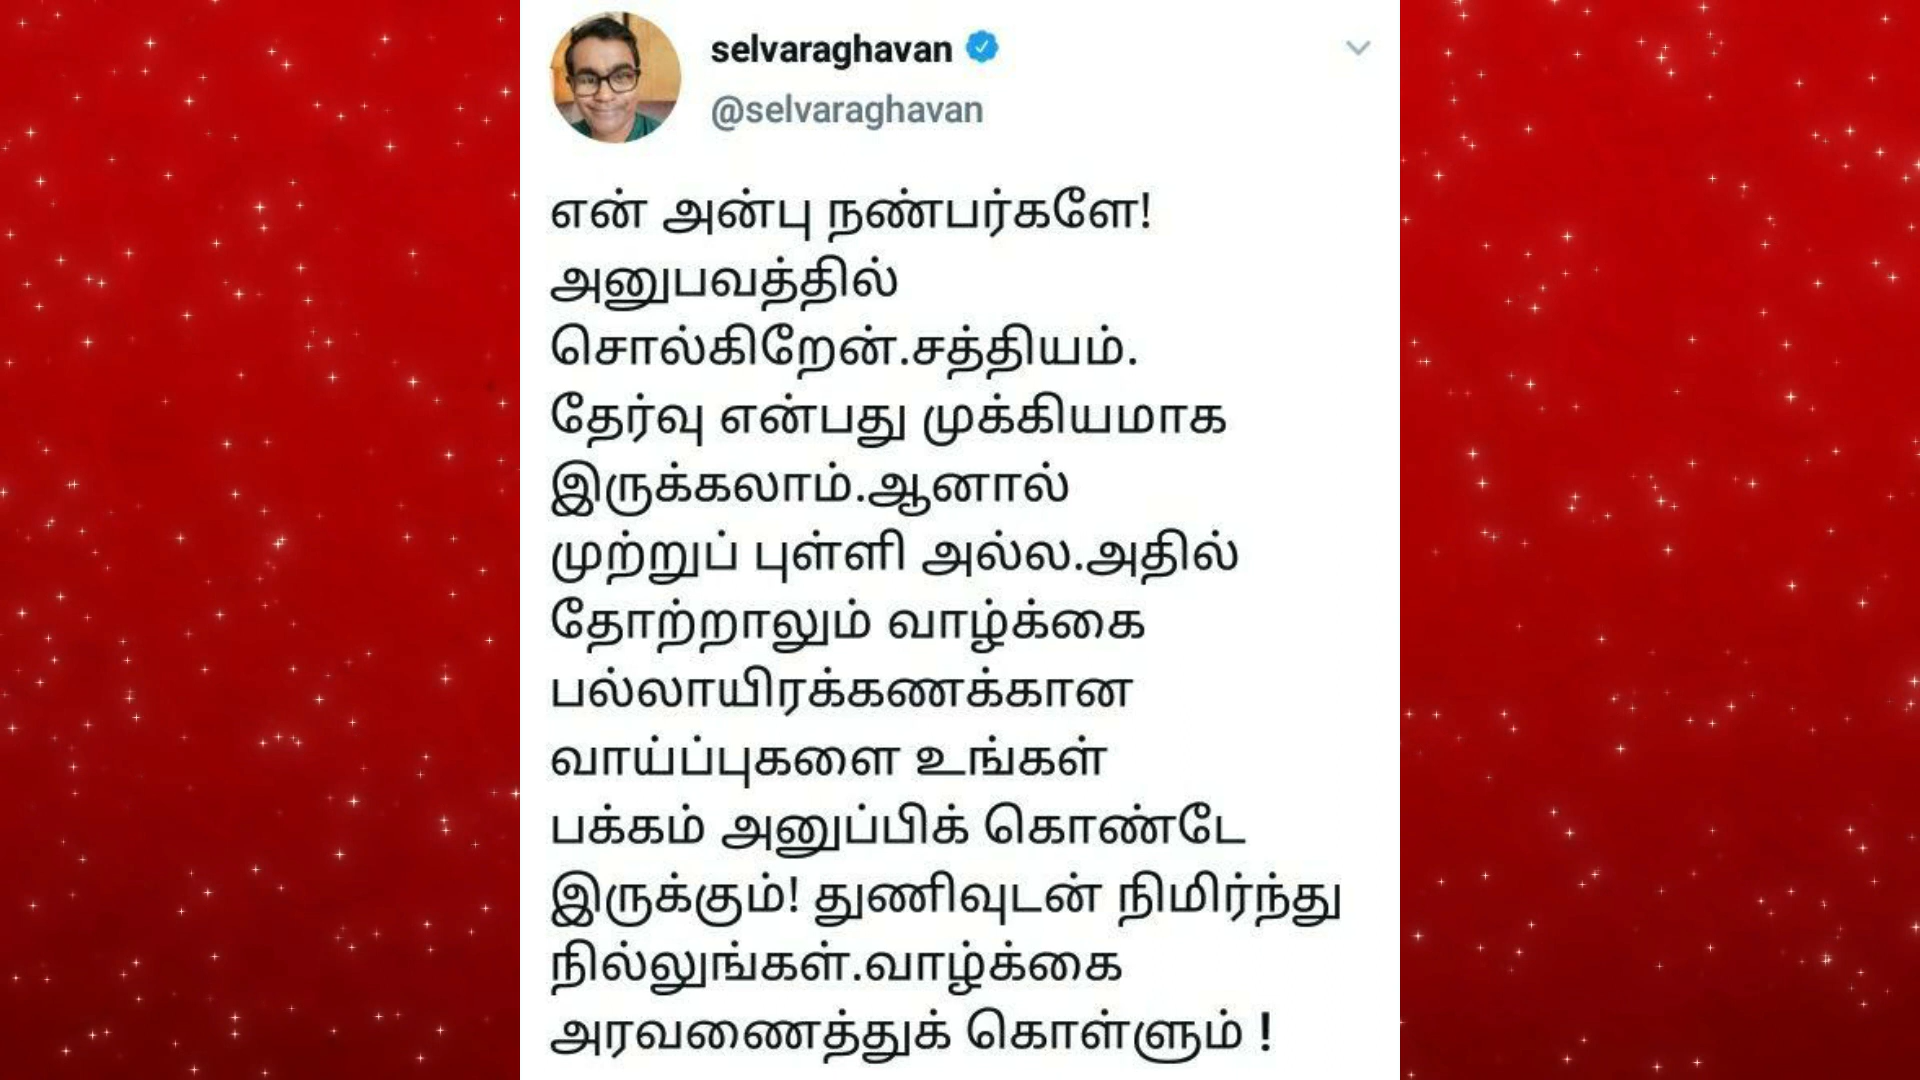 selvaraghavan
@selvaraghavan
என் அன்பு நண்பர்களே!
அனுபவத்தில்
சொல்கிறேன்.சத்தியம்.
தேர்வு என்பது முக்கியமாக
இருக்கலாம்.ஆனால்
முற்றுப் புள்ளி அல்ல.அதில்
தோற்றாலும் வாழ்க்கை
பல்லாயிரக்கணக்கான
வாய்ப்புகளை உங்கள்
பக்கம் அனுப்பிக் கொண்டே
இருக்கும்! துணிவுடன் நிமிர்ந்து
நில்லுங்கள்.வாழ்க்கை
அரவணைத்துக் கொள்ளும் !